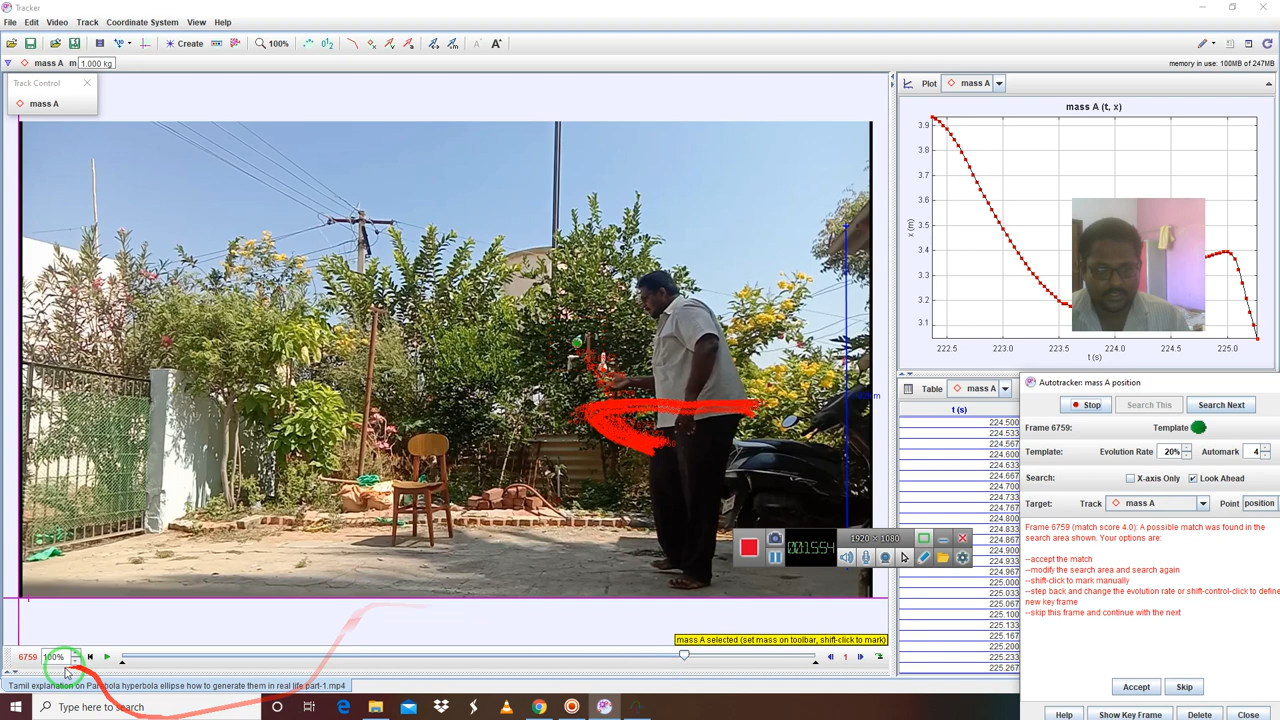 Tracker
File Edit Video Track Coordinate System View Help
Create 100%
mass A m 1.000 kg
memory in use: 100MB of 247MB
Track Control
mass A
Plot mass A
mass A (t, x)
x (m)
3.9
3.8
3.7
3.6
3.5
3.4
3.3
3.2
3.1
222.5 223.0 223.5 224.0 224.5 225.0
t (s)
Table mass A
t (s)
224.500
224.533
224.567
224.600
224.633
224.667
224.700
224.733
224.767
224.800
224.833
224.867
224.900
224.933
224.967
225.000
225.033
225.067
225.100
225.133
225.167
225.200
225.233
225.267
Autotracker: mass A position
Stop Search This Search Next
Frame 6759: Template
Template: Evolution Rate 20% Automark 4
Search: X-axis Only Look Ahead
Target: Track mass A Point position
Frame 6759 (match score 4.0): A possible match was found in the
search area shown. Your options are:
--accept the match
--modify the search area and search again
--shift-click to mark manually
--step back and change the evolution rate or shift-control-click to define
new key frame
--skip this frame and continue with the next
Accept Skip
Help Show Key Frame Delete Close
1920 × 1080
00:15:54
mass A selected (set mass on toolbar, shift-click to mark)
6759 100% 1
Tamil explanation on Parabola hyperbola ellipse how to generate them in real life part-1.mp4
Type here to search